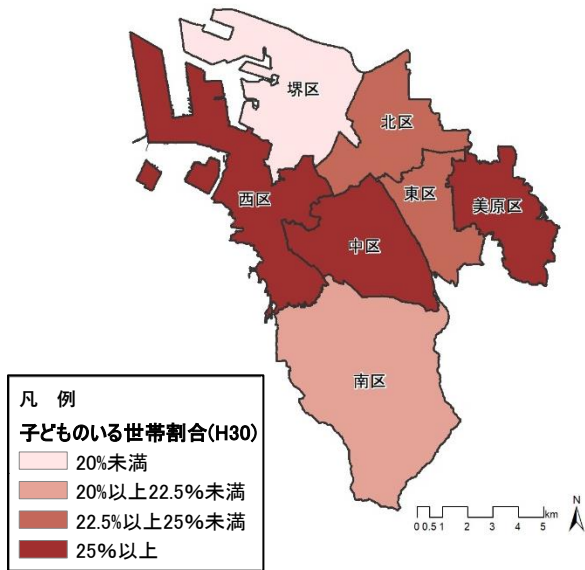 堺区
北区
西区
東区
美原区
中区
南区
凡 例
子どものいる世帯割合(H30)
20%未満
20%以上22.5%未満
22.5%以上25%未満
25%以上
N
km
0 0.5 1 2 3 4 5